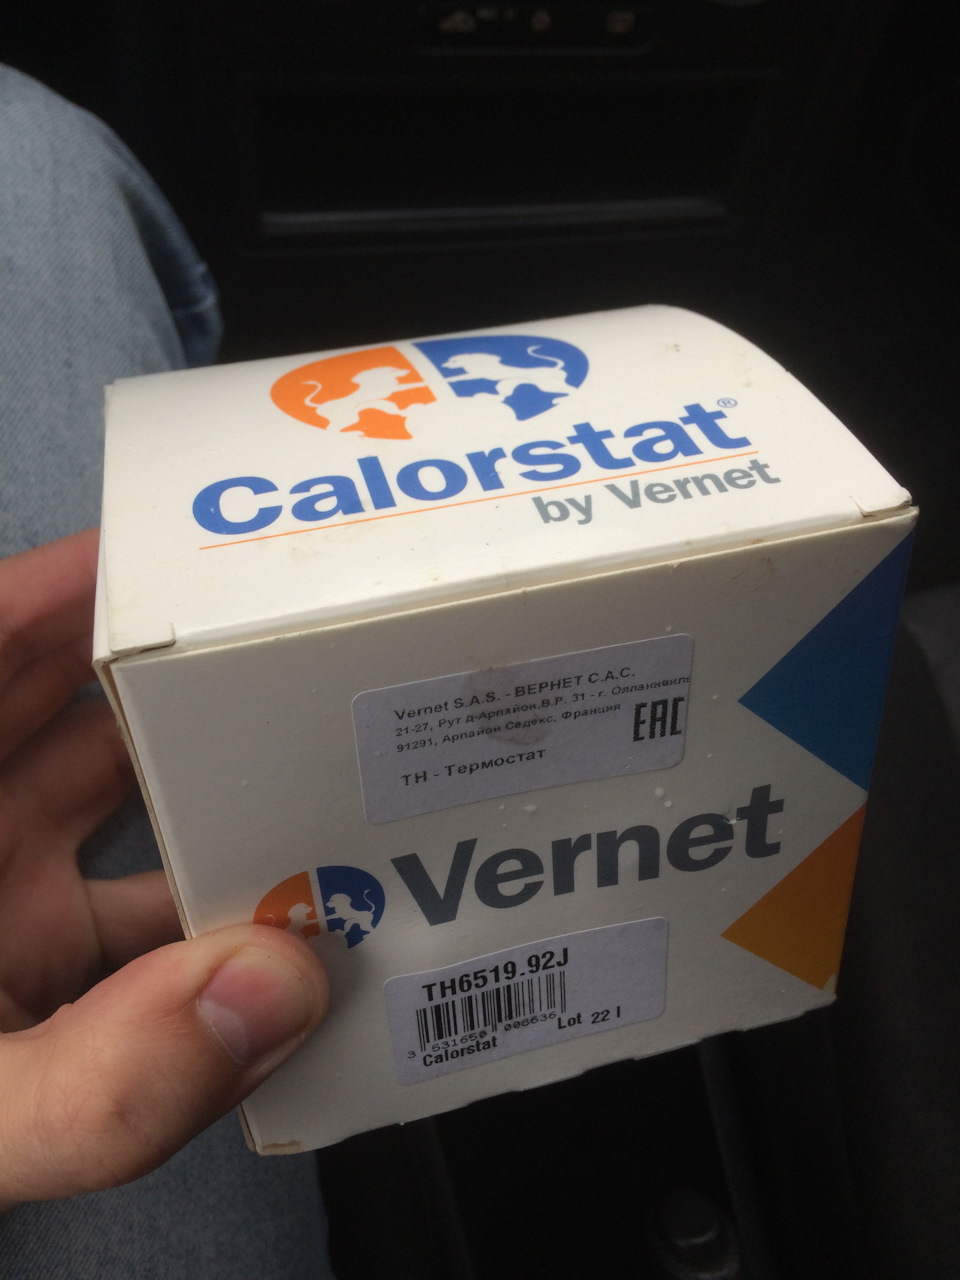 Calorstat®
by Vernet
Vernet S.A.S. - ВЕРНЕТ С.А.С.
21-27, Рут д-Арпайон,В.Р. 31 - г. Олланквиль
91291, Арпайон Седекс, Франция
EAC
TH - Термостат
Vernet
TH6519.92J
3 531650 006636
Lot 22 I
Calorstat